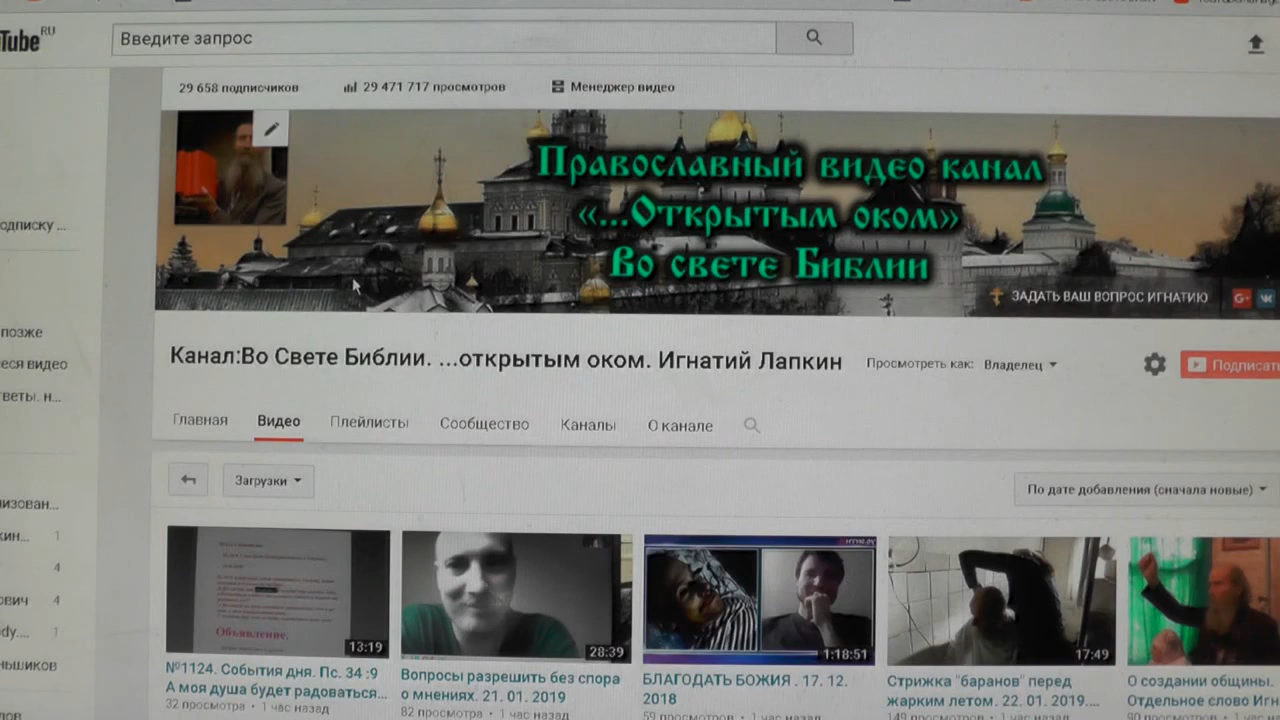 Tube RU
Введите запрос
29 658 подписчиков
29 471 717 просмотров
Менеджер видео
Православный видео канал
«...Открытым оком»
Во свете Библии
ЗАДАТЬ ВАШ ВОПРОС ИГНАТИЮ
G+
одписку ...
позже
еся видео
веты. н...
Канал:Во Свете Библии. ...открытым оком. Игнатий Лапкин
Просмотреть как: Владелец
Подписат
Главная
Видео
Плейлисты
Сообщество
Каналы
О канале
Загрузки
По дате добавления (сначала новые)
изован...
кин... 1
4
ович 4
dy.... 1
ньшиков
Объявление,
13:19
28:39
1:18:51
17:49
№1124. События дня. Пс. 34 :9
А моя душа будет радоваться...
32 просмотра • 1 час назад
Вопросы разрешить без спора
о мнениях. 21. 01. 2019
82 просмотра • 1 час назад
БЛАГОДАТЬ БОЖИЯ . 17. 12.
2018
59 просмотров • 1 час назад
Стрижка "баранов" перед
жарким летом. 22. 01. 2019....
149 просмотров • 1 час назад
О создании общины.
Отдельное слово Игн